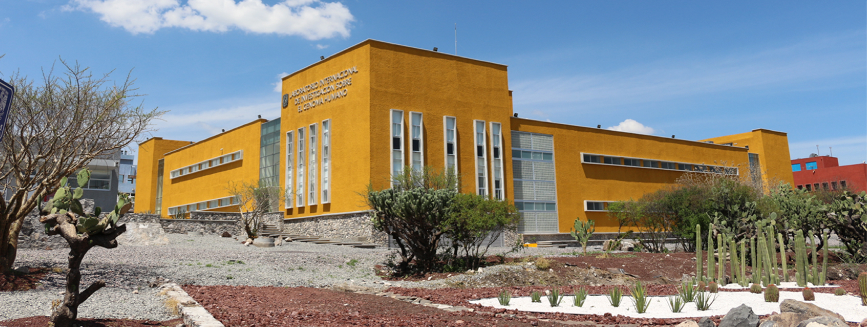 LABORATORIO INTERNACIONAL
DE INVESTIGACIÓN SOBRE
EL GENOMA HUMANO